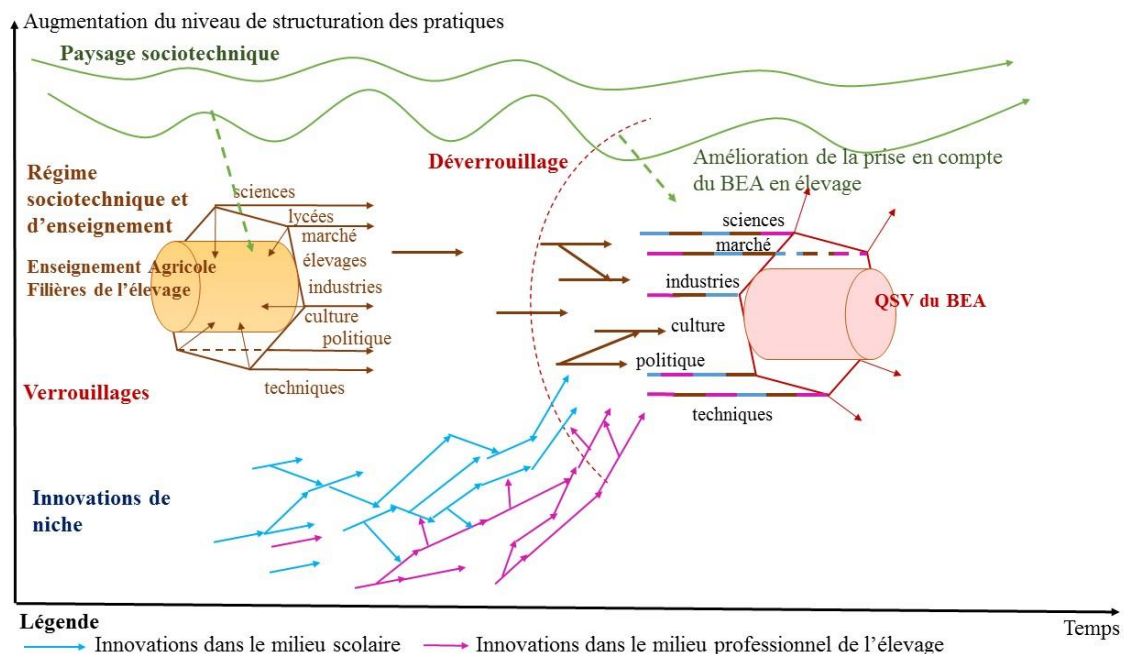 Augmentation du niveau de structuration des pratiques
Paysage sociotechnique
Déverrouillage
Amélioration de la prise en compte
du BEA en élevage
Régime
sociotechnique et
d’enseignement
sciences
lycées
marché
élevages
industries
culture
politique
techniques
Enseignement Agricole
Filières de l’élevage
Verrouillages
sciences
marché
industries
culture
politique
techniques
QSV du BEA
Innovations de
niche
Légende
Temps
Innovations dans le milieu scolaire
Innovations dans le milieu professionnel de l’élevage